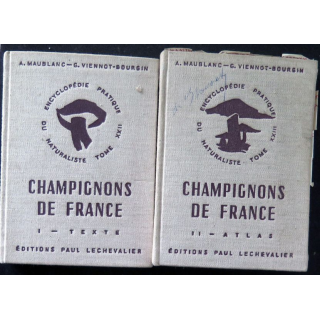 A. MAUBLANC — G. VIENNOT-BOURGIN
ENCYCLOPÉDIE PRATIQUE
DU NATURALISTE TOME XXII
CHAMPIGNONS
DE FRANCE
I - TEXTE
ÉDITIONS PAUL LECHEVALIER
A. MAUBLANC — G. VIENNOT-BOURGIN
ENCYCLOPÉDIE PRATIQUE
DU NATURALISTE TOME XXII
CHAMPIGNONS
DE FRANCE
II - ATLAS
ÉDITIONS PAUL LECHEVALIER